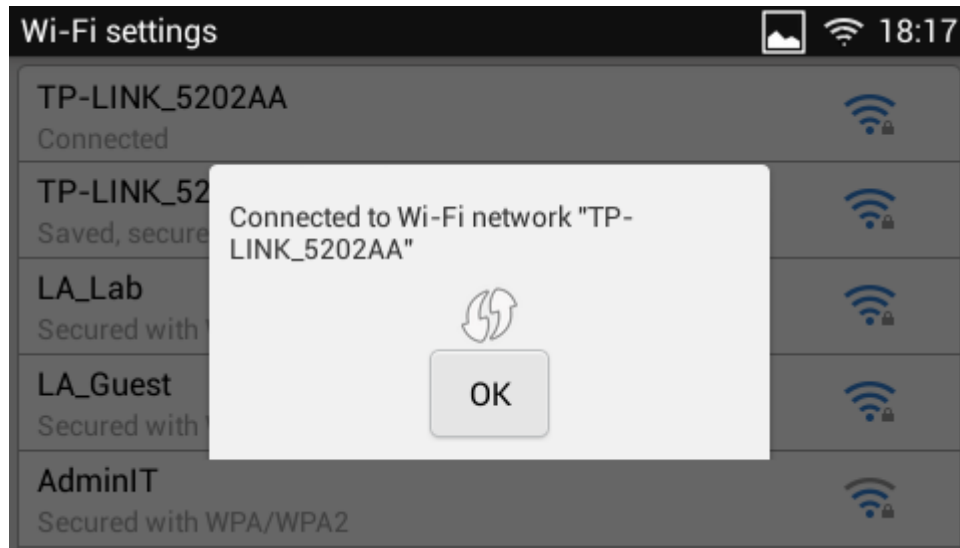 Wi-Fi settings
18:17
TP-LINK_5202AA
Connected
TP-LINK_52
Saved, secure
Connected to Wi-Fi network "TP-
LINK_5202AA"
OK
LA_Lab
Secured with
LA_Guest
Secured with
AdminIT
Secured with WPA/WPA2